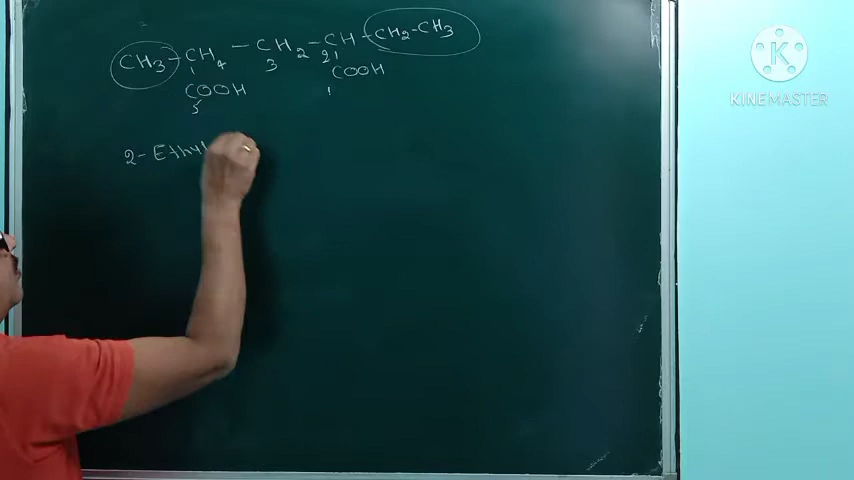 CH3 - CH - CH2 - CH - CH2-CH3
4 3 2
COOH COOH
5 1
2- Ethyl
KINEMASTER